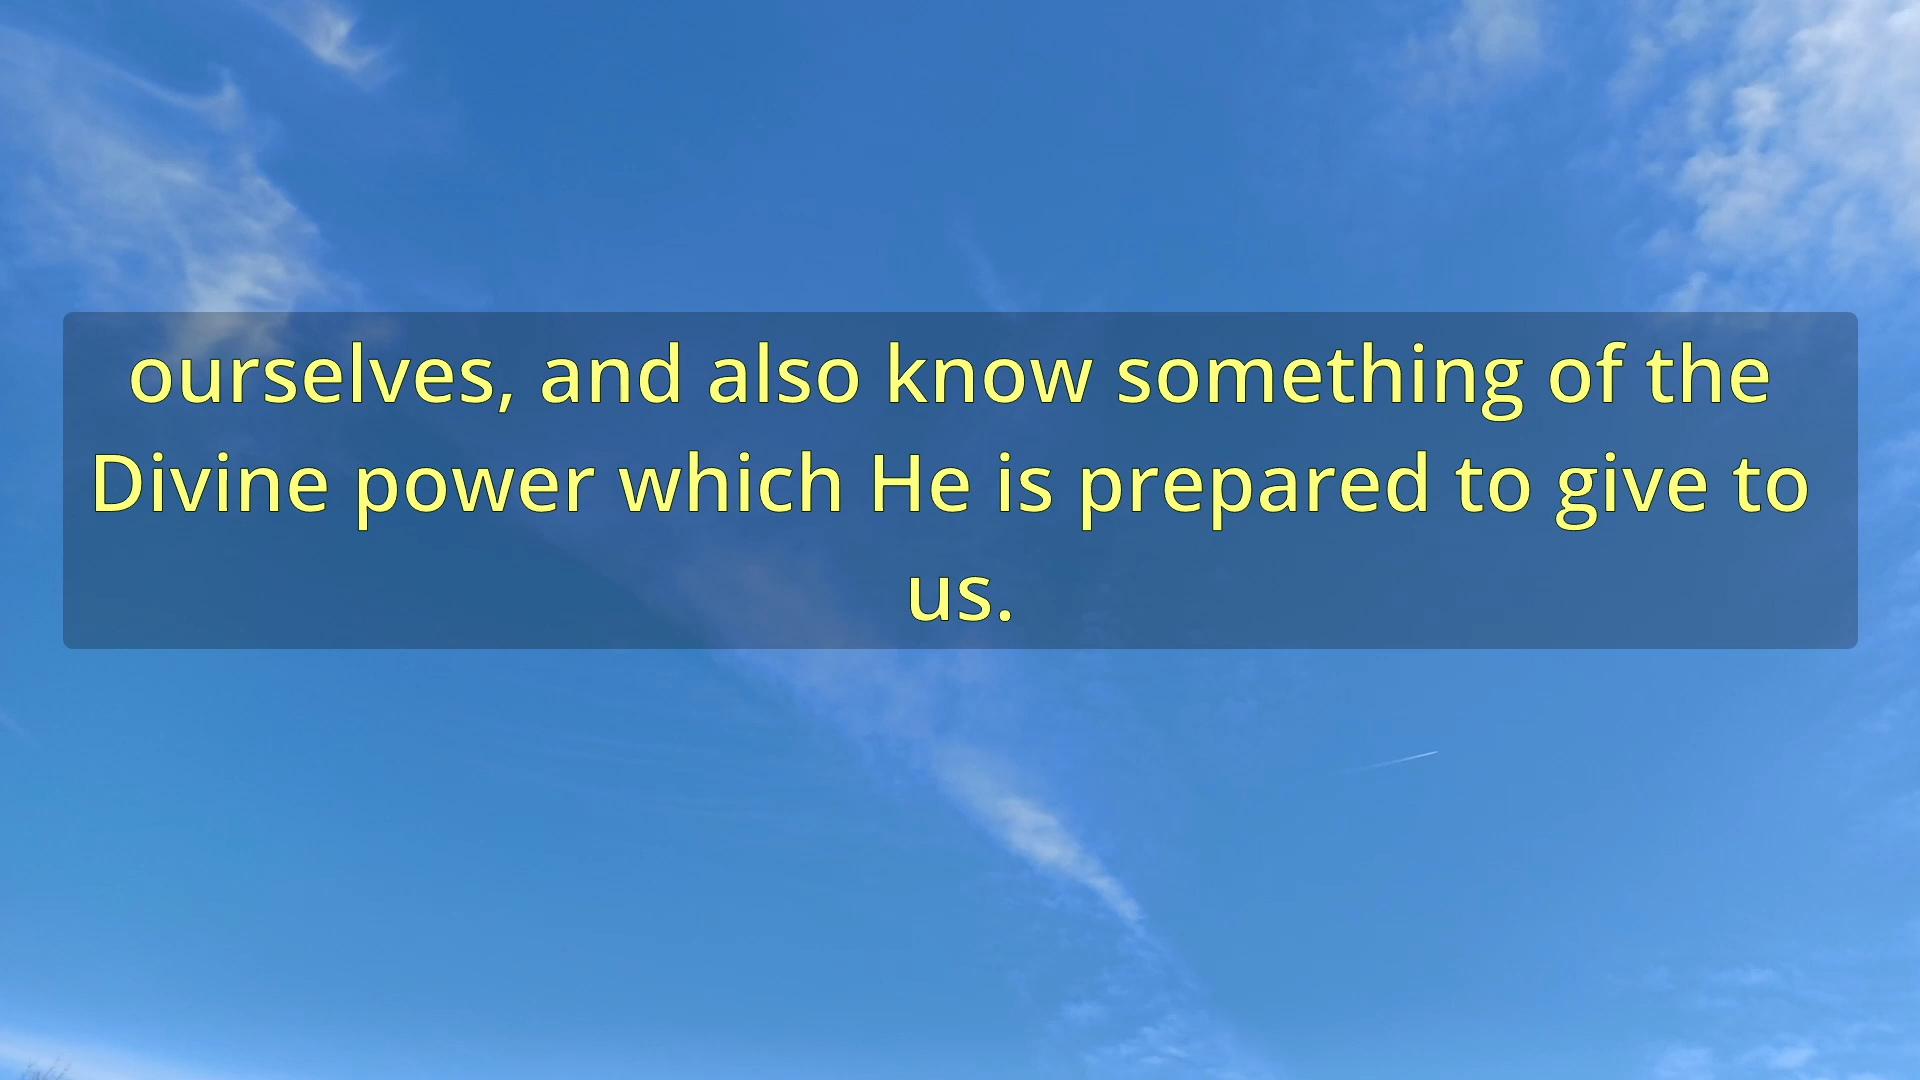 ourselves, and also know something of the
Divine power which He is prepared to give to
us.